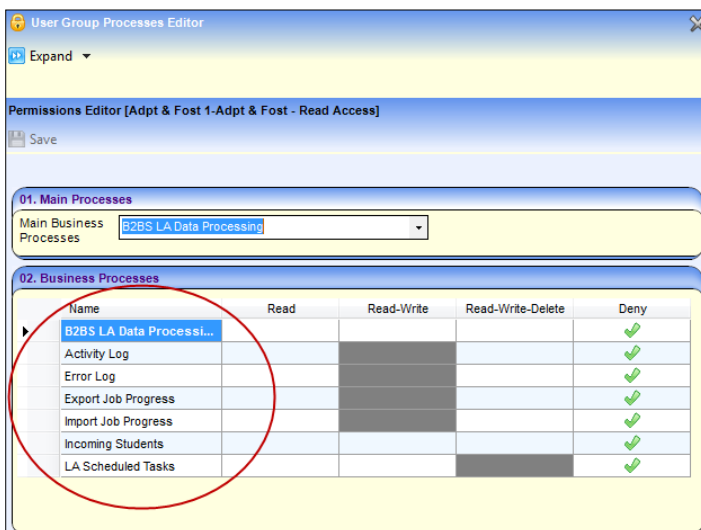 User Group Processes Editor
Expand
Permissions Editor [Adpt & Fost 1-Adpt & Fost - Read Access]
Save
01. Main Processes
Main Business Processes B2BS LA Data Processing
02. Business Processes
Name Read Read-Write Read-Write-Delete Deny
B2BS LA Data Processi...
Activity Log
Error Log
Export Job Progress
Import Job Progress
Incoming Students
LA Scheduled Tasks